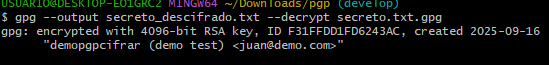 USUARIO@DESKTOP-EO1GRC2 MINGW64 ~/Downloads/pgp (develop)
$ gpg --output secreto_descifrado.txt --decrypt secreto.txt.gpg
gpg: encrypted with 4096-bit RSA key, ID F31FFDD1FD6243AC, created 2025-09-16
"demopgpcifrar (demo test) <juan@demo.com>"